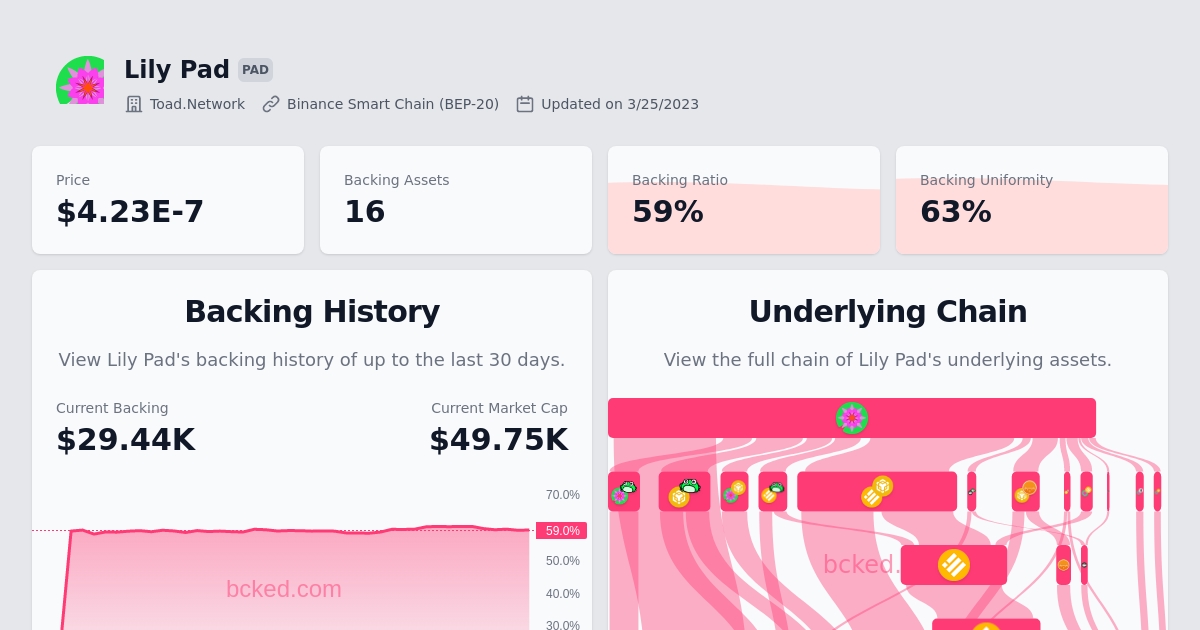 Lily Pad PAD
Toad.Network Binance Smart Chain (BEP-20) Updated on 3/25/2023
Price
$4.23E-7
Backing Assets
16
Backing Ratio
59%
Backing Uniformity
63%
Backing History
View Lily Pad's backing history of up to the last 30 days.
Current Backing
$29.44K
Current Market Cap
$49.75K
70.0%
59.0%
50.0%
40.0%
30.0%
bcked.com
Underlying Chain
View the full chain of Lily Pad's underlying assets.
bcked.